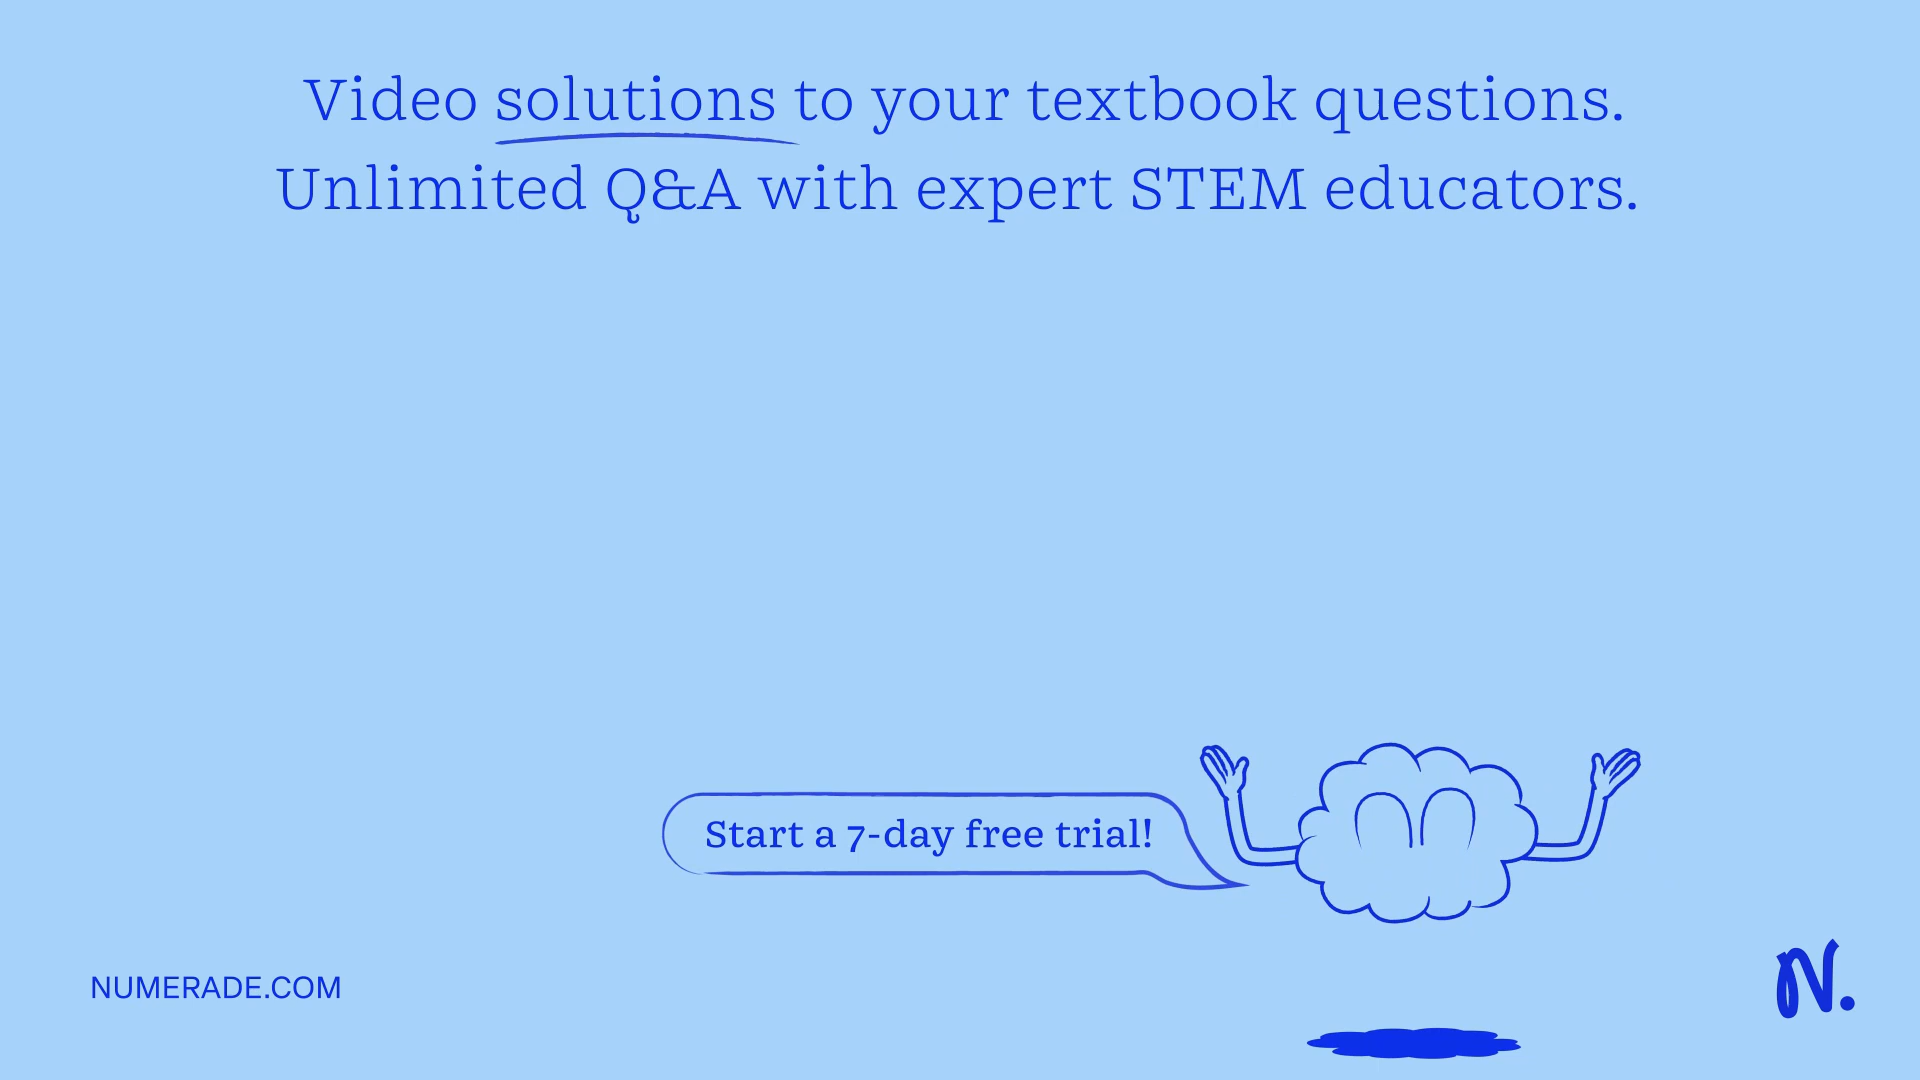 Video solutions to your textbook questions.
Unlimited Q&A with expert STEM educators.
Start a 7-day free trial!
NUMERADE.COM
N.